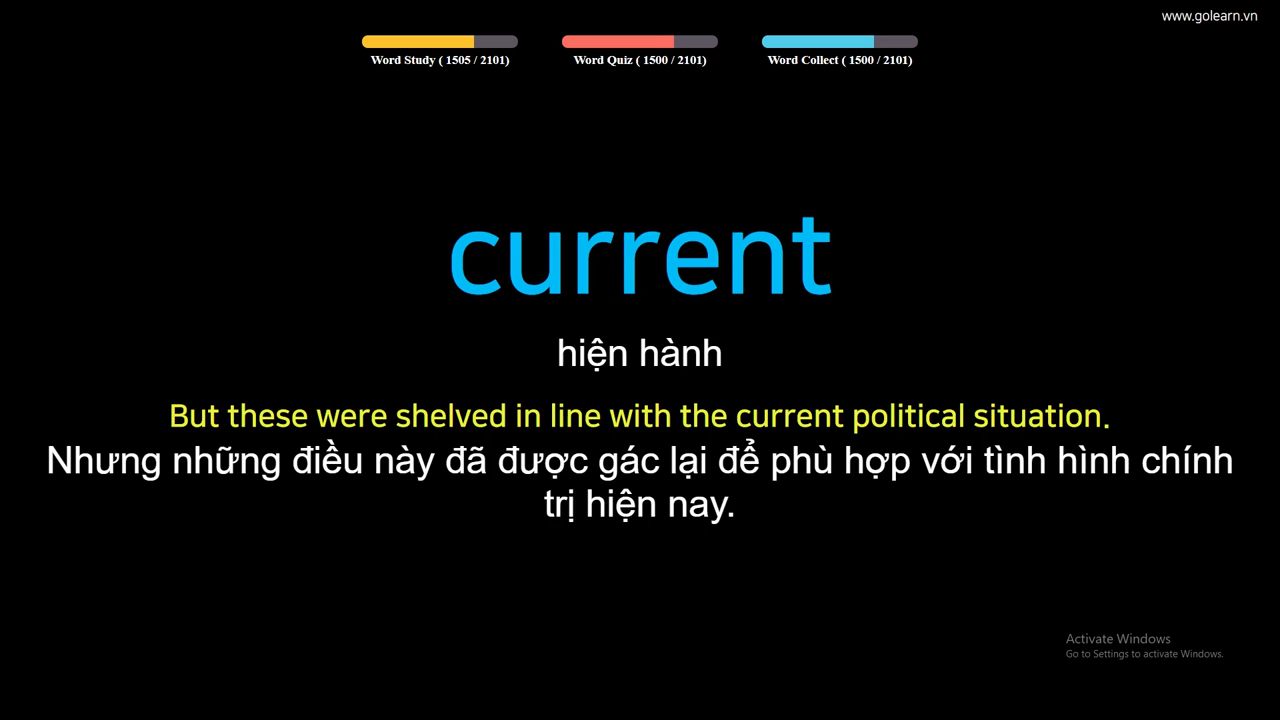 www.golearn.vn
Word Study ( 1505 / 2101) Word Quiz ( 1500 / 2101) Word Collect ( 1500 / 2101)
current
hiện hành
But these were shelved in line with the current political situation.
Nhưng những điều này đã được gác lại để phù hợp với tình hình chính
trị hiện nay.
Activate Windows
Go to Settings to activate Windows.